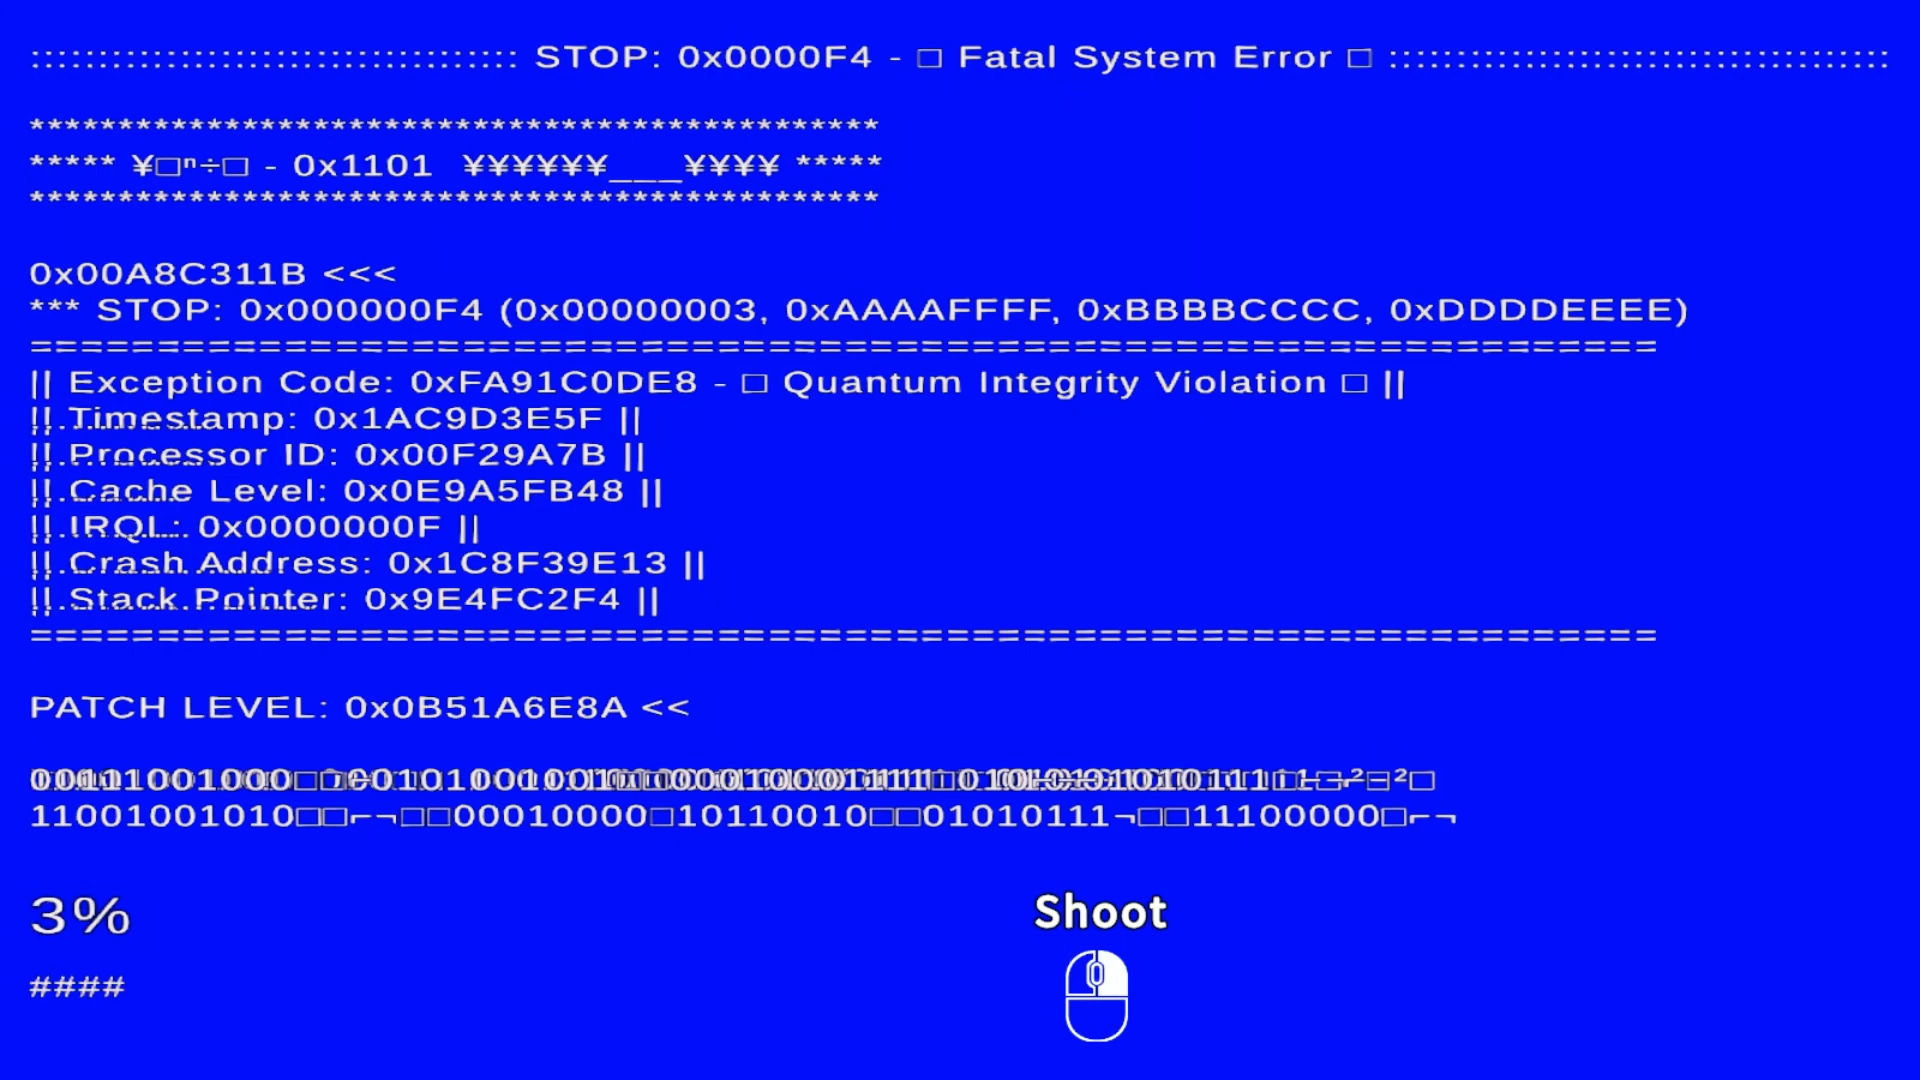 :::::::::::::::::::::::::::::::::::: STOP: 0x0000F4 - □ Fatal System Error □ :::::::::::::::::::::::::::::::::::::
************************************************
***** ¥□ⁿ÷□ - 0x1101  ¥¥¥¥¥¥___¥¥¥¥ *****
************************************************
0x00A8C311B <<<
*** STOP: 0x000000F4 (0x00000003, 0xAAAAFFFF, 0xBBBBCCCC, 0xDDDDEEEE)
================================================================
|| Exception Code: 0xFA91C0DE8 - □ Quantum Integrity Violation □ ||
|| Timestamp: 0x1AC9D3E5F ||
|| Processor ID: 0x00F29A7B ||
|| Cache Level: 0x0E9A5FB48 ||
|| IRQL: 0x0000000F ||
|| Crash Address: 0x1C8F39E13 ||
|| Stack Pointer: 0x9E4FC2F4 ||
================================================================
PATCH LEVEL: 0x0B51A6E8A <<
11001001010□□⌐¬□□00010000□10110010□□01010111¬□□11100000□⌐¬
3%
####
Shoot